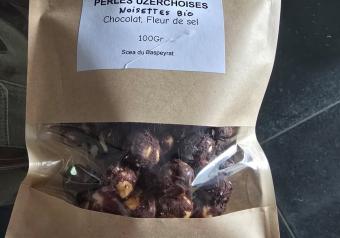 PERLES UZERCHOISES
NOISETTES BIO
Chocolat, Fleur de sel
100Gr
Scea du Baspeyrat